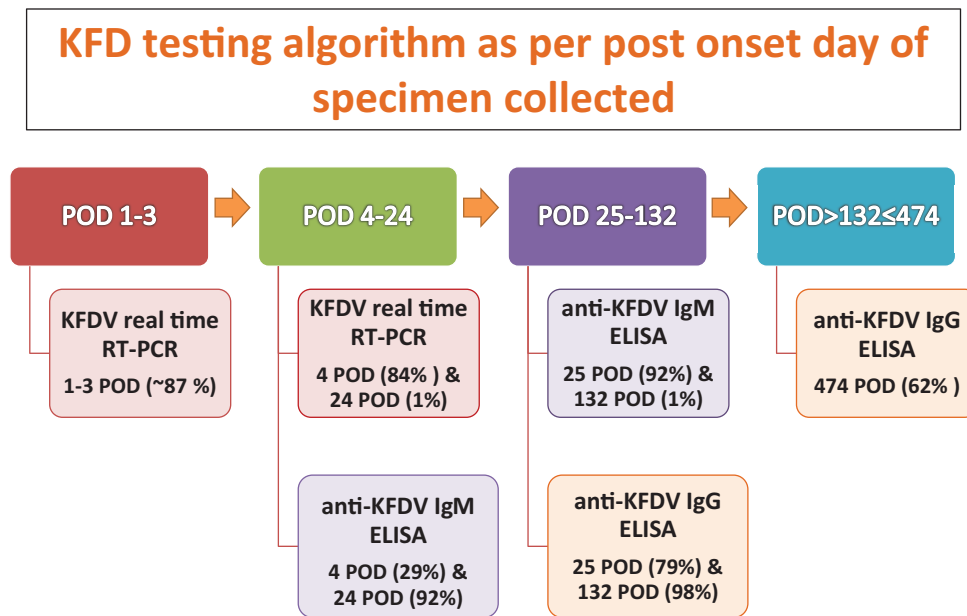 KFD testing algorithm as per post onset day of
specimen collected
POD 1-3
POD 4-24
POD 25-132
POD>132≤474
KFDV real time
RT-PCR
1-3 POD (~87 %)
KFDV real time
RT-PCR
4 POD (84% ) &
24 POD (1%)
anti-KFDV IgM
ELISA
25 POD (92%) &
132 POD (1%)
anti-KFDV IgG
ELISA
474 POD (62% )
anti-KFDV IgM
ELISA
4 POD (29%) &
24 POD (92%)
anti-KFDV IgG
ELISA
25 POD (79%) &
132 POD (98%)